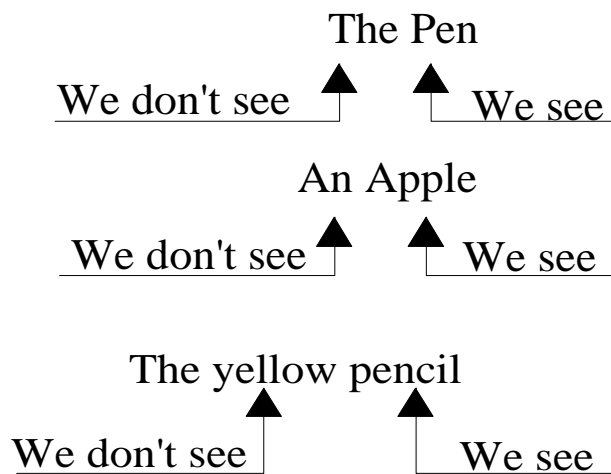 The Pen
We don't see We see
An Apple
We don't see We see
The yellow pencil
We don't see We see